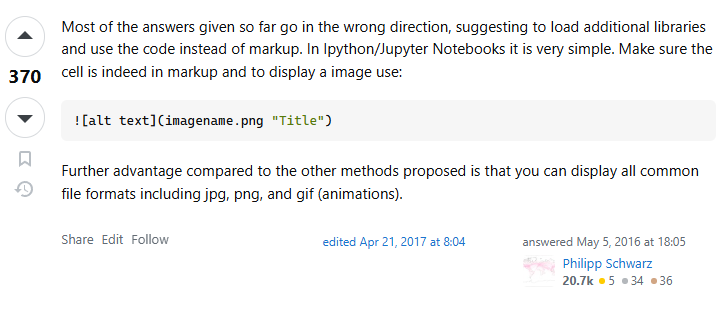 Most of the answers given so far go in the wrong direction, suggesting to load additional libraries
and use the code instead of markup. In Ipython/Jupyter Notebooks it is very simple. Make sure the
cell is indeed in markup and to display a image use:
370
![alt text](imagename.png "Title")
Further advantage compared to the other methods proposed is that you can display all common
file formats including jpg, png, and gif (animations).
Share Edit Follow edited Apr 21, 2017 at 8:04 answered May 5, 2016 at 18:05
Philipp Schwarz
20.7k 5 34 36